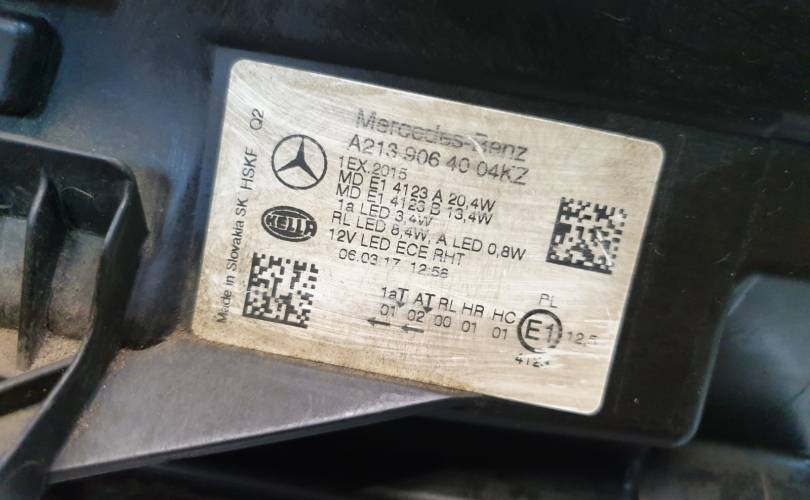 Mercedes-Benz
A213 906 40 04KZ
1EX.2015
MD E1 4123 A 20,4W
MD E1 4123 B 13,4W
1a LED 3,4W
RL LED 8,4W, A LED 0,8W
12V LED ECE RHT
06.03.17 12:58
HELLA
Made in Slovakia SK HSKF Q2
1aT AT RL HR HC PL
01 02 00 01 01 E1 12,5